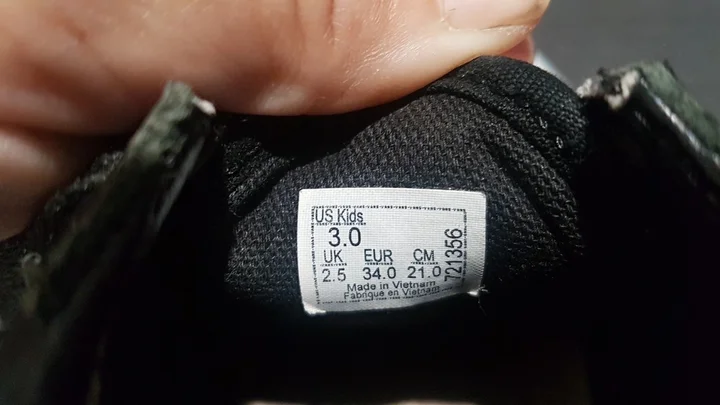 US Kids
3.0
UK EUR CM
2.5 34.0 21.0
Made in Vietnam
Fabrique en Vietnam
721356